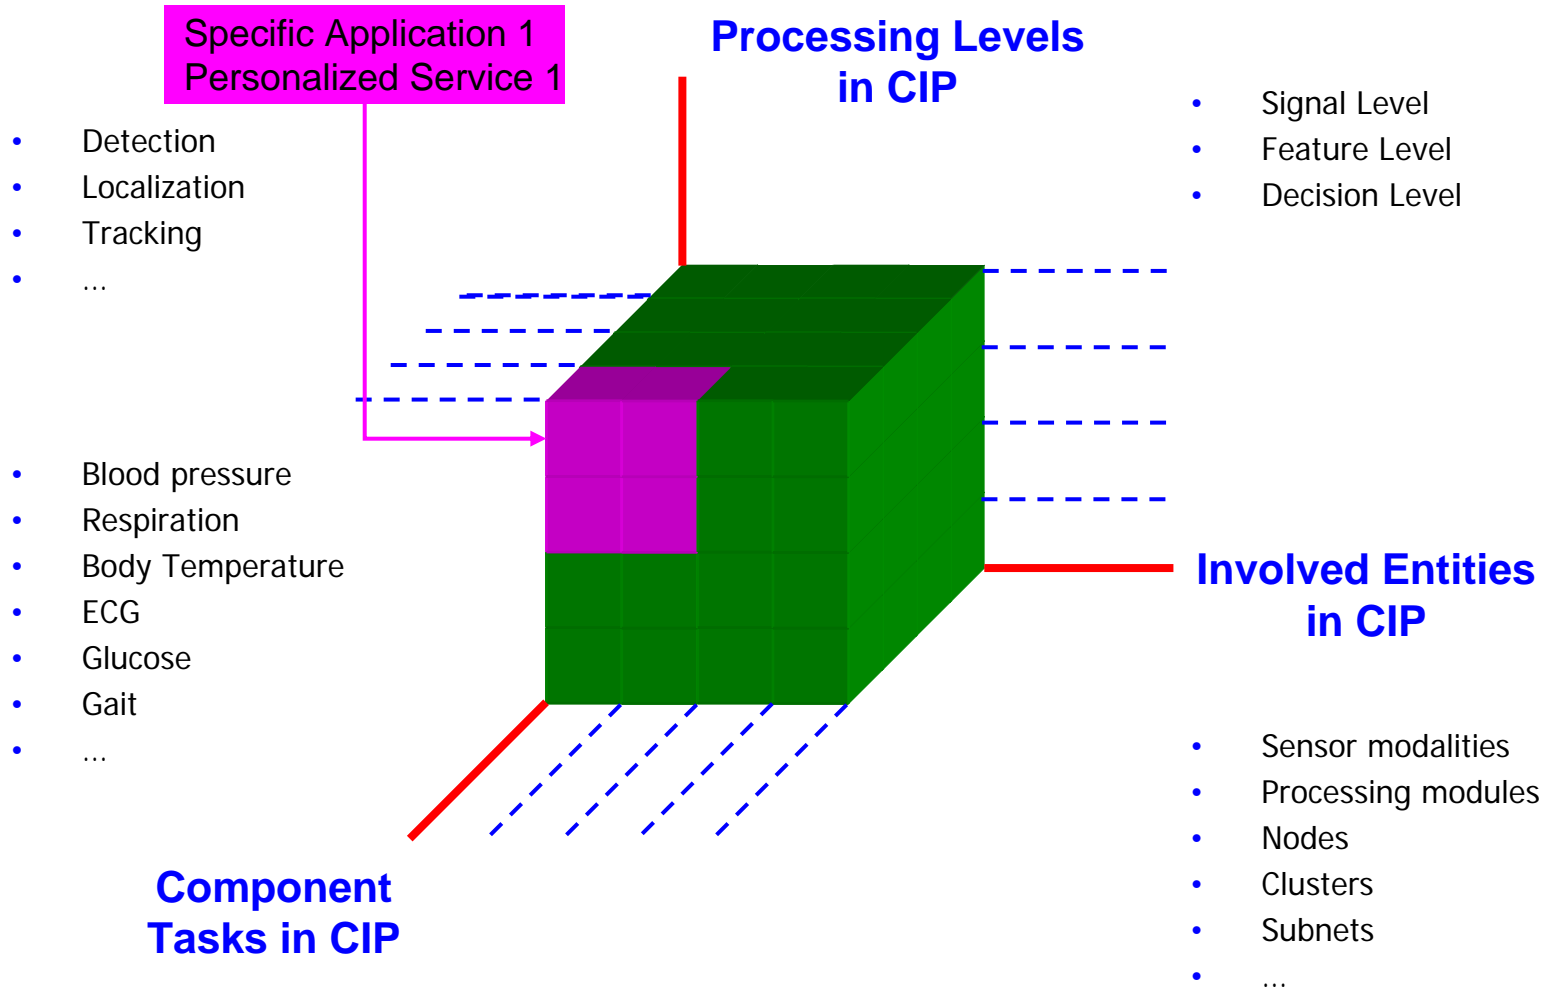 Specific Application 1
Personalized Service 1
Processing Levels
in CIP
• Signal Level
• Feature Level
• Decision Level
• Detection
• Localization
• Tracking
• ...
• Blood pressure
• Respiration
• Body Temperature
• ECG
• Glucose
• Gait
• ...
Involved Entities
in CIP
• Sensor modalities
• Processing modules
• Nodes
• Clusters
• Subnets
• ...
Component
Tasks in CIP